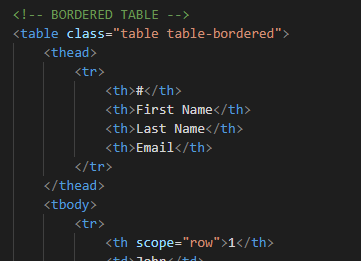 <!-- BORDERED TABLE -->
<table class="table table-bordered">
<thead>
<tr>
<th>#</th>
<th>First Name</th>
<th>Last Name</th>
<th>Email</th>
</tr>
</thead>
<tbody>
<tr>
<th scope="row">1</th>
<td>John</td>